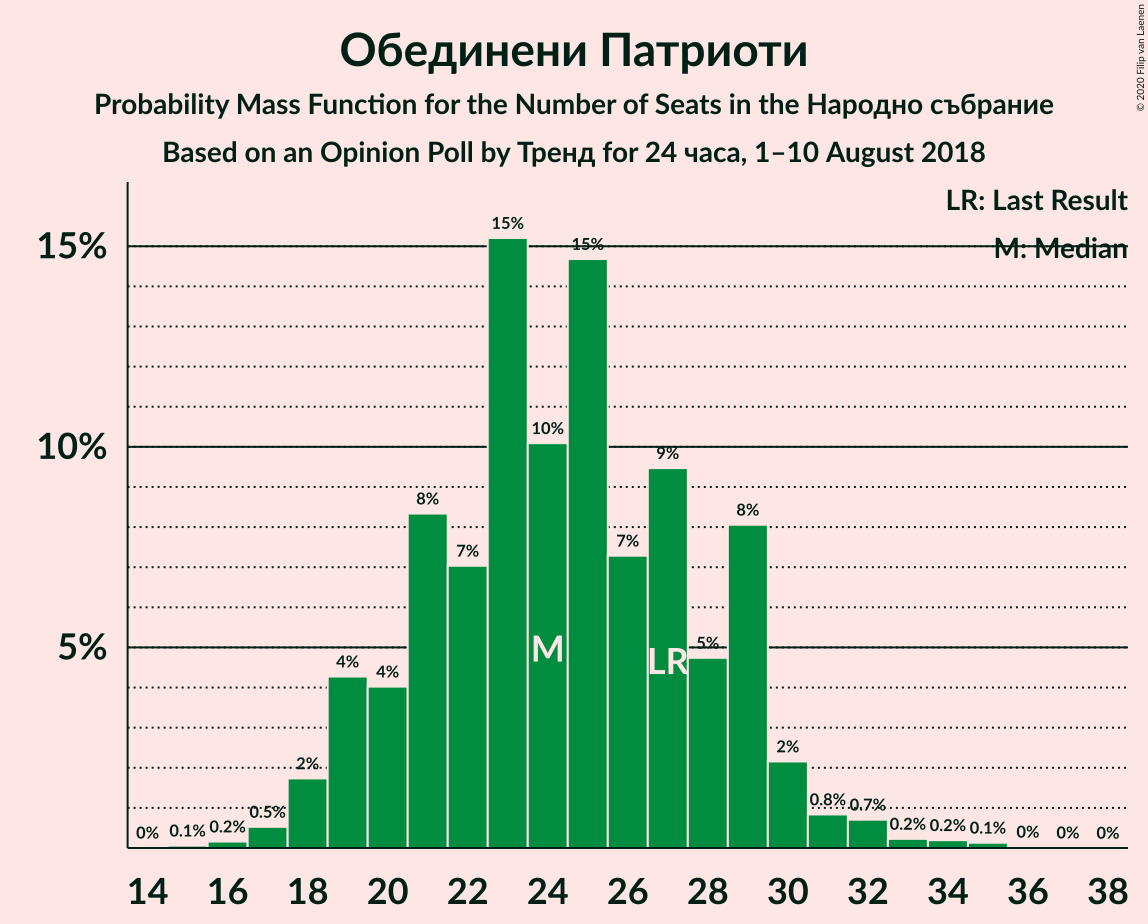 Обединени Патриоти
Probability Mass Function for the Number of Seats in the Народно събрание
Based on an Opinion Poll by Тренд for 24 часа, 1–10 August 2018
© 2020 Filip van Laenen
LR: Last Result
M: Median
15%
10%
5%
0% 0.1% 0.2% 0.5% 2% 4% 4% 8% 7% 15% 10% 15% 7% 9% 5% 8% 2% 0.8% 0.7% 0.2% 0.2% 0.1% 0% 0% 0%
M LR
14 16 18 20 22 24 26 28 30 32 34 36 38